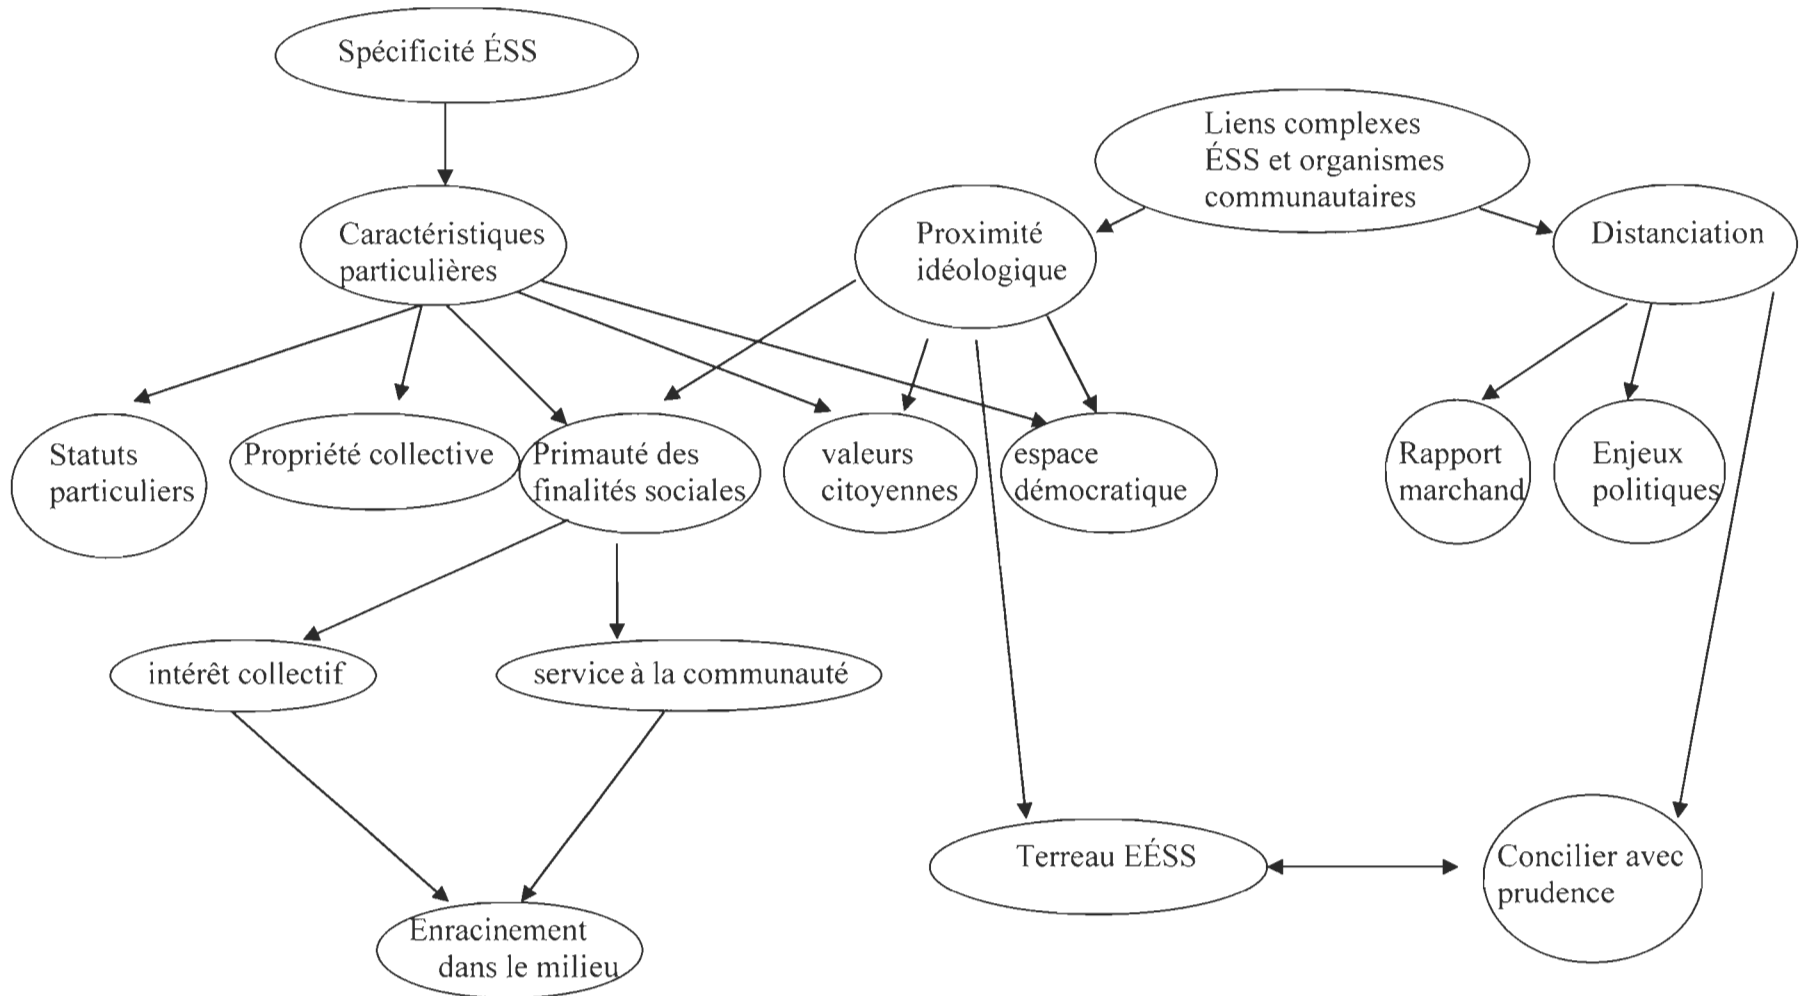 Spécificité ÉSS
Liens complexes
ÉSS et organismes
communautaires
Caractéristiques
particulières
Proximité
idéologique
Distanciation
Statuts
particuliers
Propriété collective
Primauté des
finalités sociales
valeurs
citoyennes
espace
démocratique
Rapport
marchand
Enjeux
politiques
intérêt collectif
service à la communauté
Terreau EÉSS
Concilier avec
prudence
Enracinement
dans le milieu